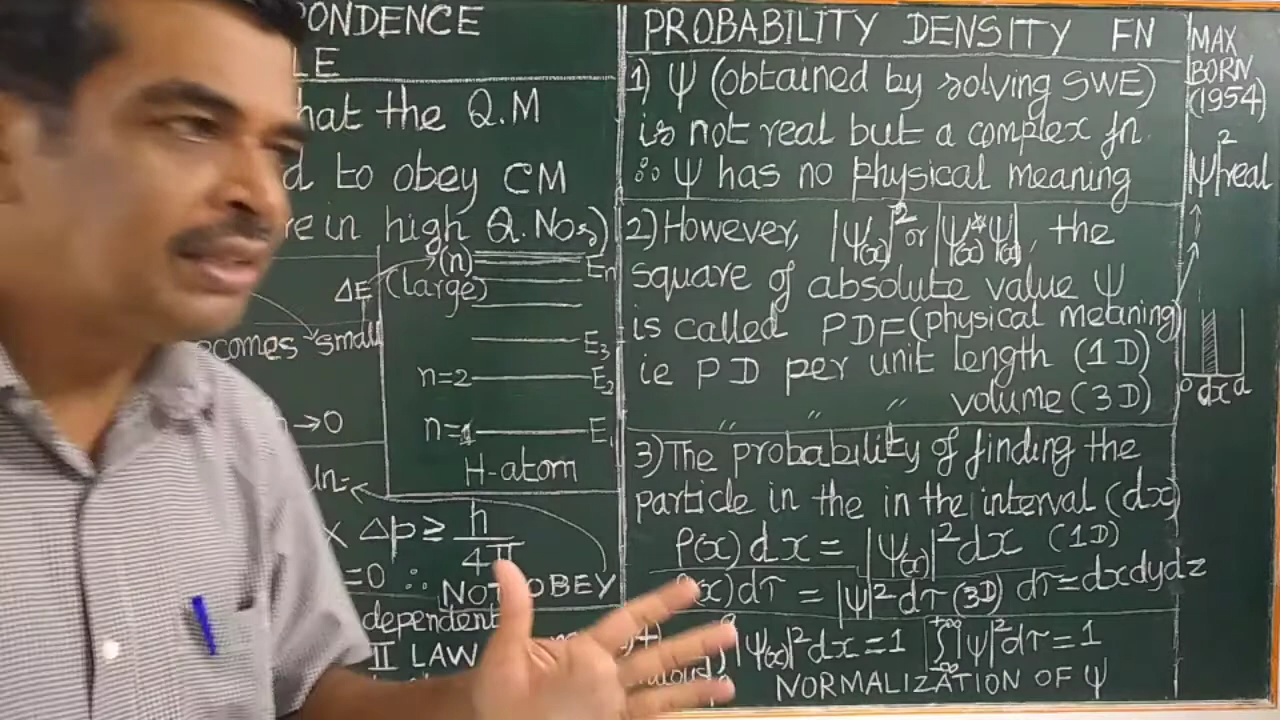 PONDENCE
LE
hat the Q.M
d to obey CM
re in high Q.Nos)
(n)
ΔE (large)
En
ecomes small
E3
n=2 E2
n→0
n=1 E1
H-atom
x Δp ≥ h/4π
=0 ∴ NOT OBEY
dependent
II LAW
PROBABILITY DENSITY FN
1) Ψ (obtained by solving SWE)
is not real but a complex fn
∴ Ψ has no physical meaning
2) However, |Ψ(x)|² or |Ψ*(x)Ψ(x)|, the
square of absolute value Ψ
is called PDF (physical meaning)
ie PD per unit length (1D)
" " volume (3D)
3) The probability of finding the
particle in the in the interval (dx)
P(x) dx = |Ψ(x)|² dx (1D)
(x) dτ = |Ψ|² dτ (3D) dτ = dxdydz
∫|Ψ(x)|² dx = 1 ∫|Ψ|² dτ = 1
+∞
-∞
NORMALIZATION OF Ψ
MAX
BORN
(1954)
|Ψ|² real
0 dx a